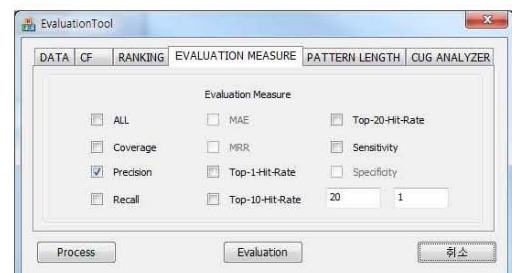 EvaluationTool
DATA CF RANKING EVALUATION MEASURE PATTERN LENGTH CUG ANALYZER
Evaluation Measure
ALL MAE Top-20-Hit-Rate
Coverage MRR Sensitivity
Precision Top-1-Hit-Rate Specificity
Recall Top-10-Hit-Rate 20 1
Process Evaluation 취소